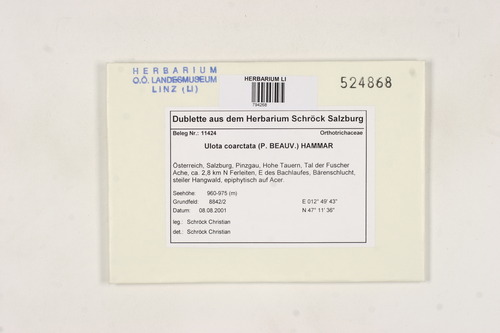 HERBARIUM
O.Ö. LANDESMUSEUM
LINZ (LI)
HERBARIUM LI
794268
524868
Dublette aus dem Herbarium Schröck Salzburg
Beleg Nr.: 11424 Orthotrichaceae
Ulota coarctata (P. BEAUV.) HAMMAR
Österreich, Salzburg, Pinzgau, Hohe Tauern, Tal der Fuscher
Ache, ca. 2,8 km N Ferleiten, E des Bachlaufes, Bärenschlucht,
steiler Hangwald, epiphytisch auf Acer.
Seehöhe: 960-975 (m)
Grundfeld: 8842/2 E 012° 49' 43"
Datum: 08.08.2001 N 47° 11' 36"
leg.: Schröck Christian
det.: Schröck Christian